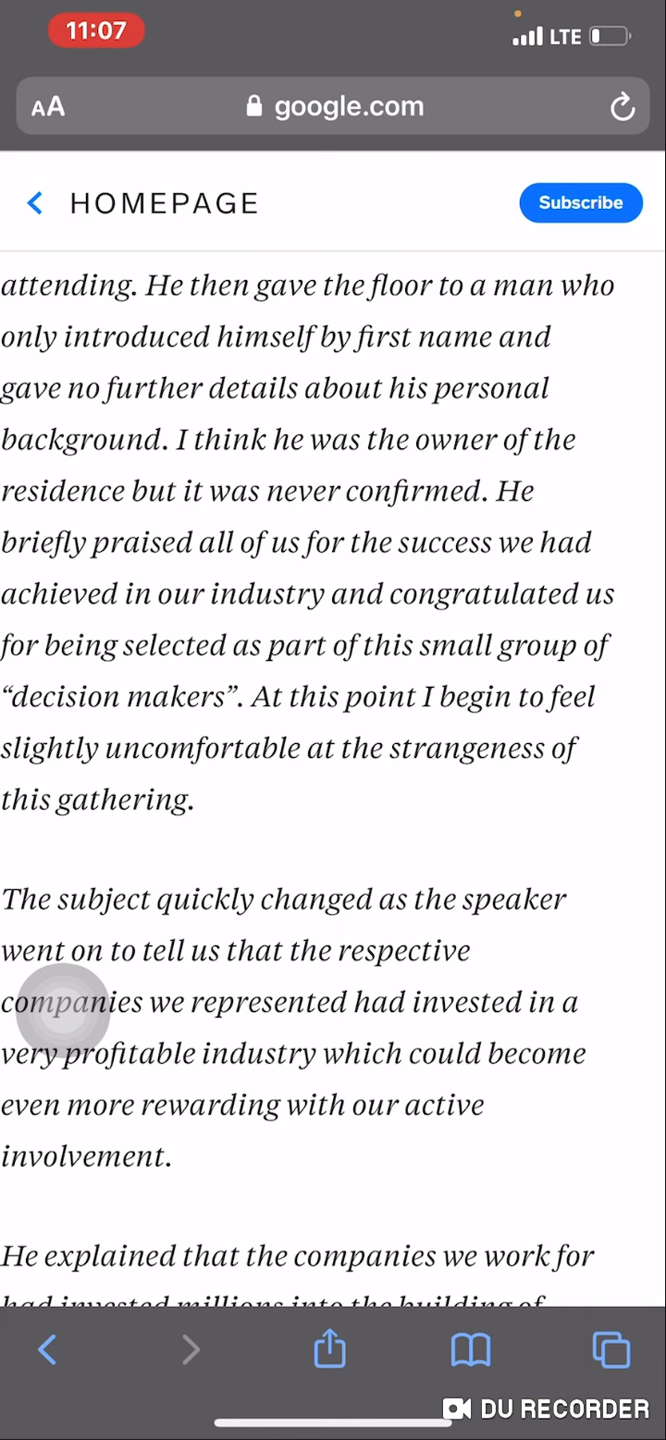 11:07
LTE
AA
google.com
HOMEPAGE
Subscribe
attending. He then gave the floor to a man who
only introduced himself by first name and
gave no further details about his personal
background. I think he was the owner of the
residence but it was never confirmed. He
briefly praised all of us for the success we had
achieved in our industry and congratulated us
for being selected as part of this small group of
“decision makers”. At this point I begin to feel
slightly uncomfortable at the strangeness of
this gathering.
The subject quickly changed as the speaker
went on to tell us that the respective
companies we represented had invested in a
very profitable industry which could become
even more rewarding with our active
involvement.
He explained that the companies we work for
had invested millions into the building of
DU RECORDER